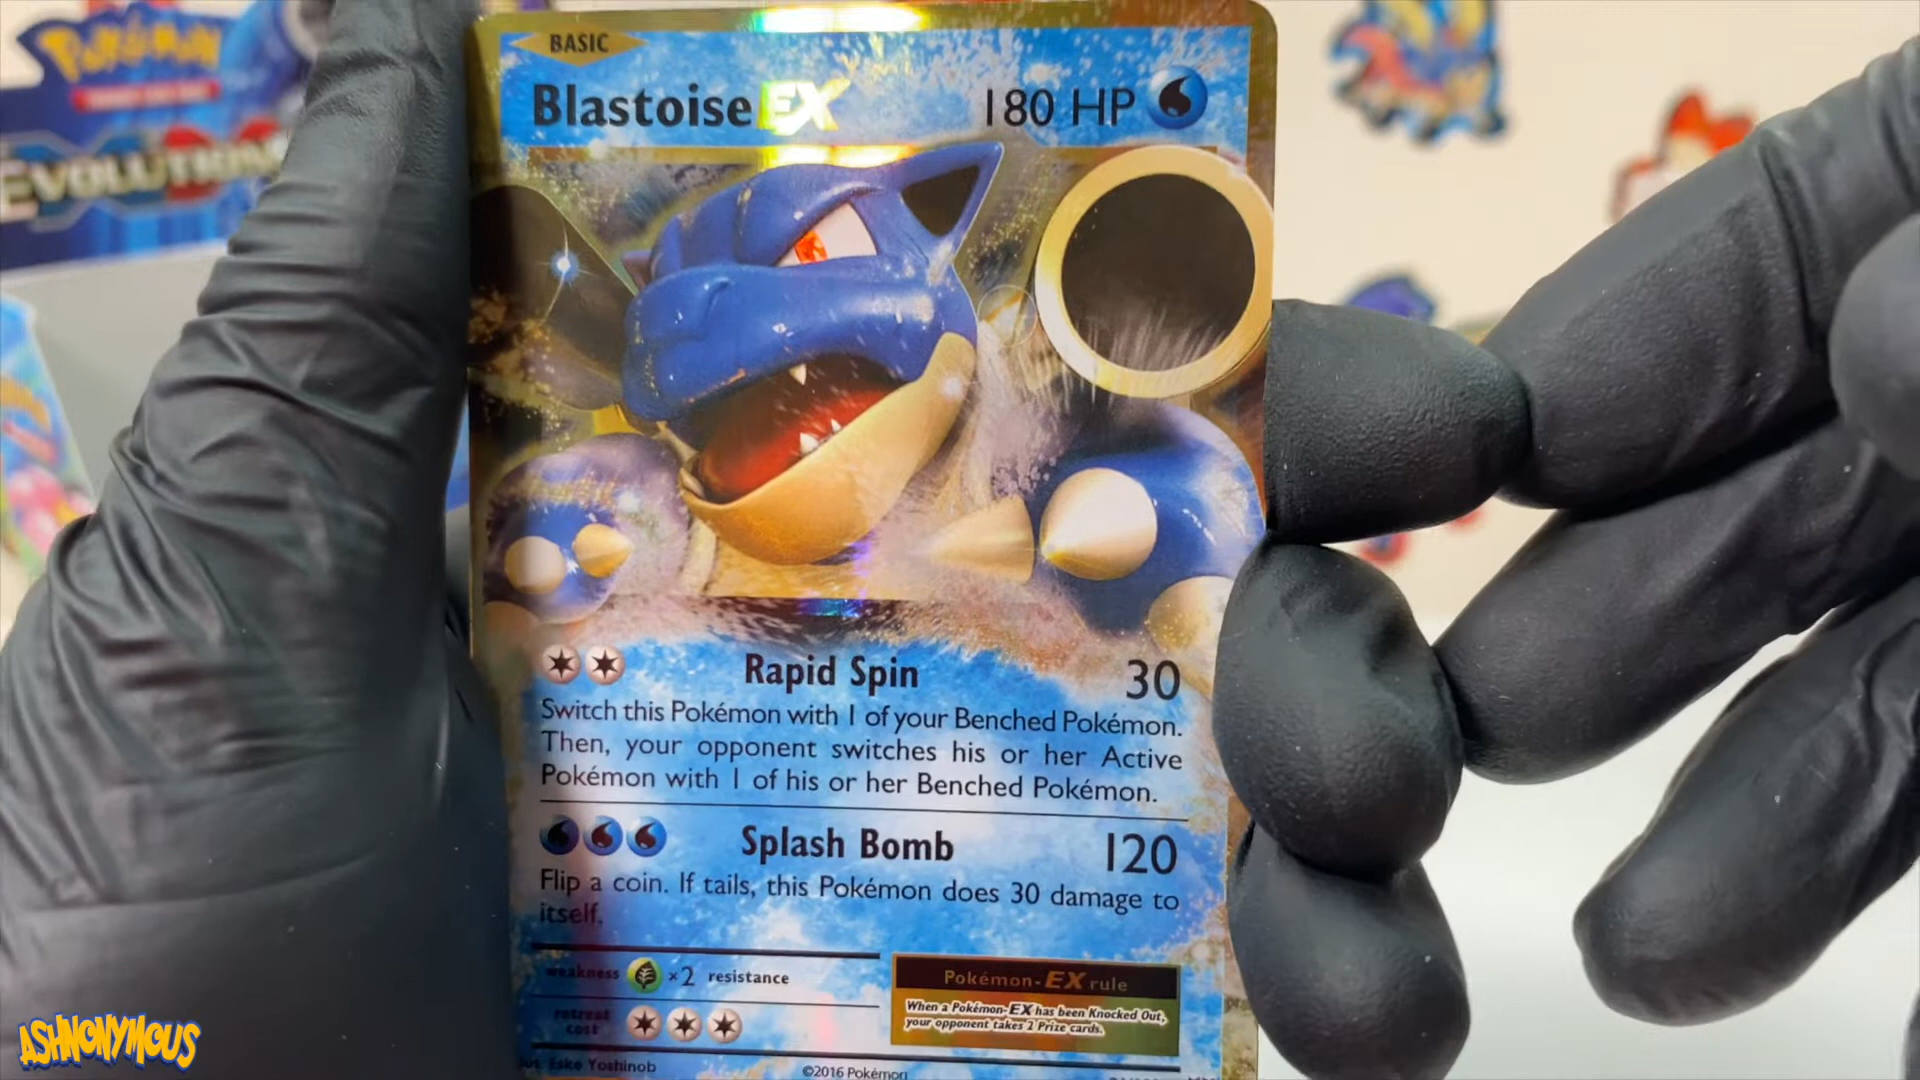 Pokémon
EVOLUTIONS
BASIC
Blastoise EX 180 HP
Rapid Spin 30
Switch this Pokémon with 1 of your Benched Pokémon.
Then, your opponent switches his or her Active
Pokémon with 1 of his or her Benched Pokémon.
Splash Bomb 120
Flip a coin. If tails, this Pokémon does 30 damage to
itself.
weakness ×2 resistance
Pokémon-EX rule
When a Pokémon-EX has been Knocked Out,
your opponent takes 2 Prize cards.
retreat
cost
Eske Yoshinob
©2016 Pokémon
ASHNONYMOUS